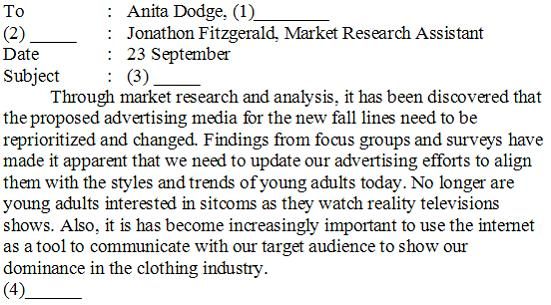 To : Anita Dodge, (1)_________
(2) ______ : Jonathon Fitzgerald, Market Research Assistant
Date : 23 September
Subject : (3) ______
Through market research and analysis, it has been discovered that
the proposed advertising media for the new fall lines need to be
reprioritized and changed. Findings from focus groups and surveys have
made it apparent that we need to update our advertising efforts to align
them with the styles and trends of young adults today. No longer are
young adults interested in sitcoms as they watch reality televisions
shows. Also, it is has become increasingly important to use the internet
as a tool to communicate with our target audience to show our
dominance in the clothing industry.
(4)_______